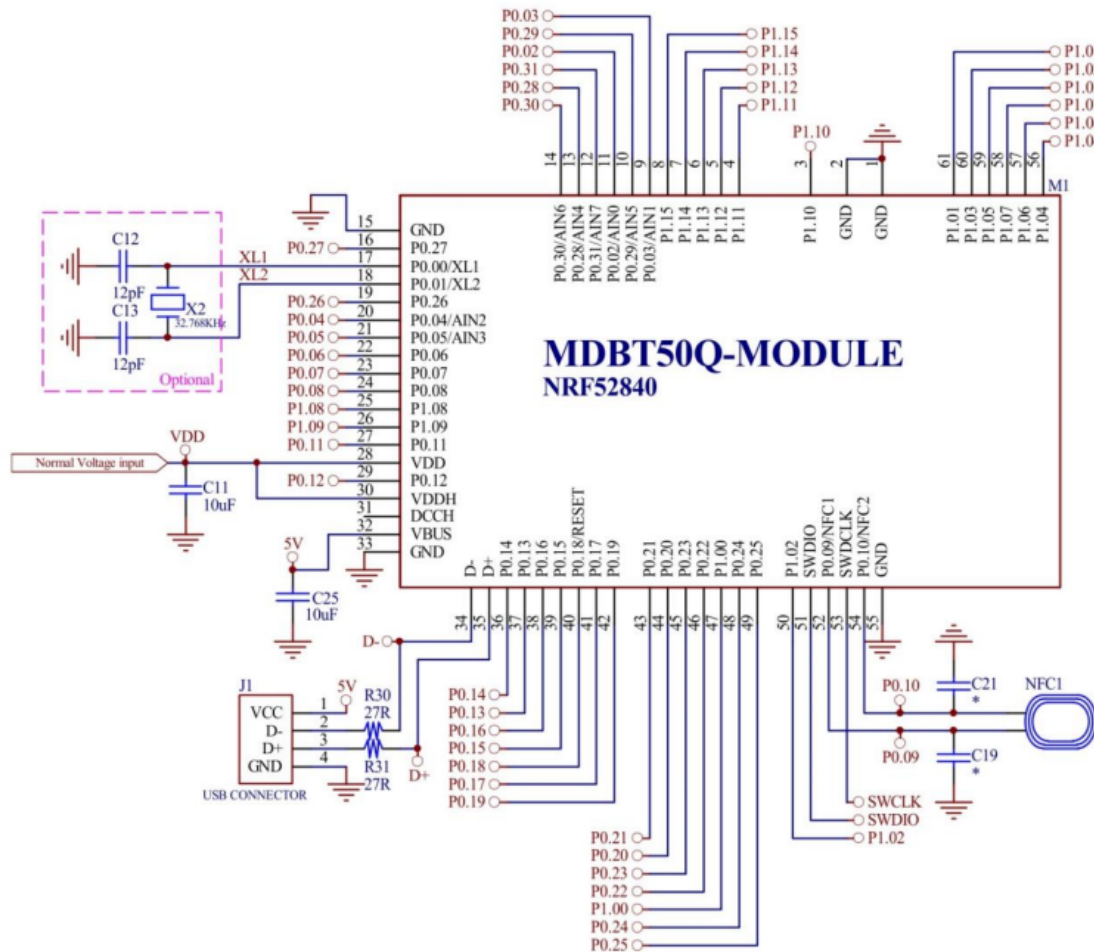 P0.03
P0.29
P0.02
P0.31
P0.28
P0.30
P1.15
P1.14
P1.13
P1.12
P1.11
P1.10
P1.0
P1.0
P1.0
P1.0
P1.0
P1.0
14 13 12 11 10 9 8 7 6 5 4 3 2 1 61 60 59 58 57 56
M1
P0.30/AIN6
P0.28/AIN4
P0.31/AIN7
P0.02/AIN0
P0.29/AIN5
P0.03/AIN1
P1.15
P1.14
P1.13
P1.12
P1.11
P1.10
GND
GND
P1.01
P1.03
P1.05
P1.07
P1.06
P1.04
15 GND
P0.27 16 P0.27
XL1 17 P0.00/XL1
XL2 18 P0.01/XL2
P0.26 19 P0.26
P0.04 20 P0.04/AIN2
P0.05 21 P0.05/AIN3
P0.06 22 P0.06
P0.07 23 P0.07
P0.08 24 P0.08
P1.08 25 P1.08
P1.09 26 P1.09
P0.11 27 P0.11
28 VDD
P0.12 29 P0.12
30 VDDH
31 DCCH
32 VBUS
33 GND
C12
12pF
X2
32.768KHz
C13
12pF
Optional
MDBT50Q-MODULE
NRF52840
VDD
Normal Voltage input
C11
10uF
5V
C25
10uF
D-
D+
P0.14
P0.13
P0.16
P0.15
P0.18/RESET
P0.17
P0.19
P0.21
P0.20
P0.23
P0.22
P1.00
P0.24
P0.25
P1.02
SWDIO
P0.09/NFC1
SWDCLK
P0.10/NFC2
GND
34 35 36 37 38 39 40 41 42 43 44 45 46 47 48 49 50 51 52 53 54 55
D-
J1
VCC 1 5V
D- 2
D+ 3
GND 4
USB CONNECTOR
R30
27R
R31
27R
D+
P0.14
P0.13
P0.16
P0.15
P0.18
P0.17
P0.19
P0.21
P0.20
P0.23
P0.22
P1.00
P0.24
P0.25
P0.10
C21
*
NFC1
P0.09
C19
*
SWCLK
SWDIO
P1.02